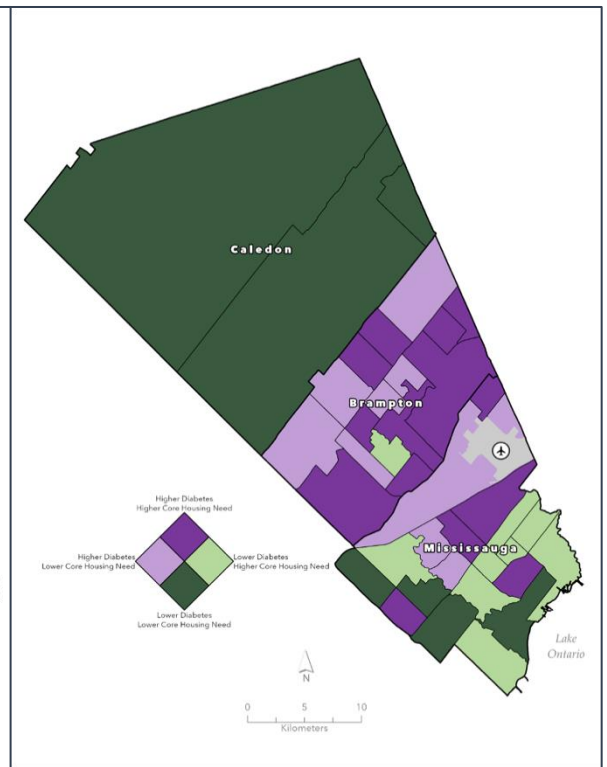 Caledon
Brampton
Mississauga
Higher Diabetes
Higher Core Housing Need
Higher Diabetes
Lower Core Housing Need
Lower Diabetes
Higher Core Housing Need
Lower Diabetes
Lower Core Housing Need
Lake
Ontario
N
0 5 10
Kilometers